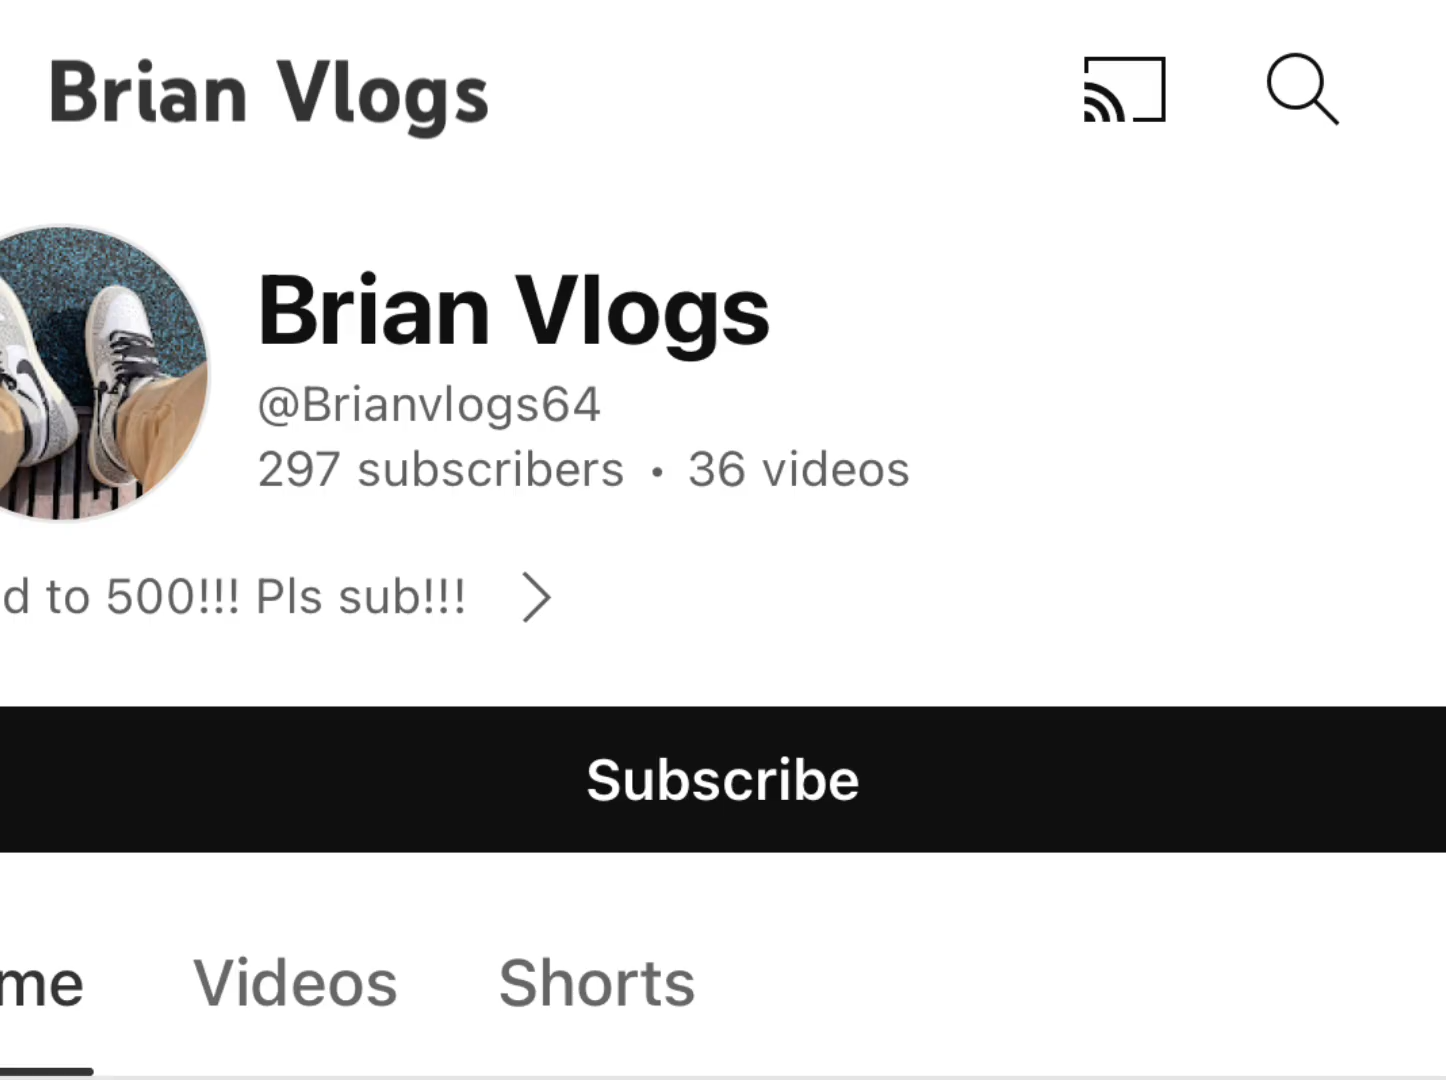 Brian Vlogs
Brian Vlogs
@Brianvlogs64
297 subscribers • 36 videos
d to 500!!! Pls sub!!!
Subscribe
me Videos Shorts